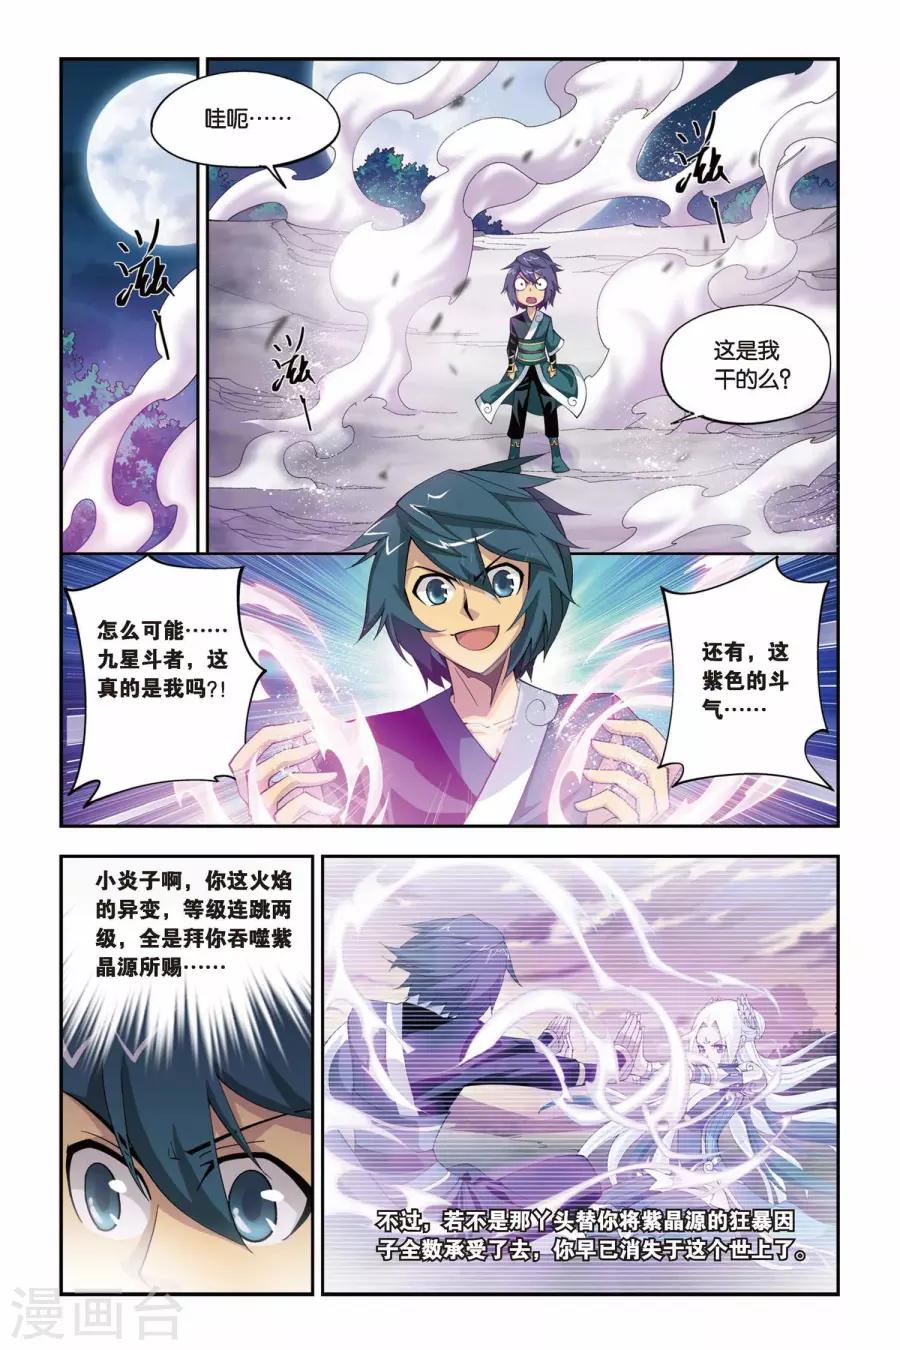 哇呃……
这是我
干的么？
怎么可能……
九星斗者，这
真的是我吗?!
还有，这
紫色的斗
气……
小炎子啊，你这火焰
的异变，等级连跳两
级，全是拜你吞噬紫
晶源所赐……
不过，若不是那丫头替你将紫晶源的狂暴因
子全数承受了去，你早已消失于这个世上了。
漫画台